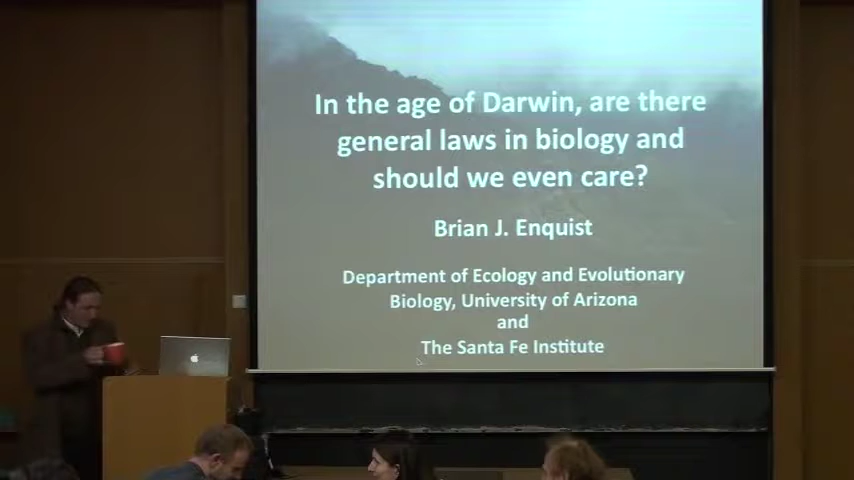 In the age of Darwin, are there
general laws in biology and
should we even care?
Brian J. Enquist
Department of Ecology and Evolutionary
Biology, University of Arizona
and
The Santa Fe Institute